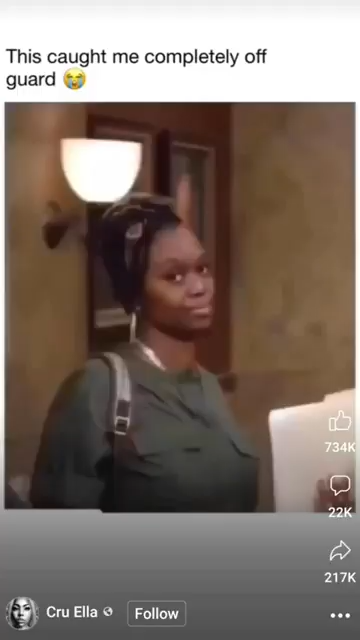 This caught me completely off
guard 😭
734K
22K
217K
Cru Ella
Follow